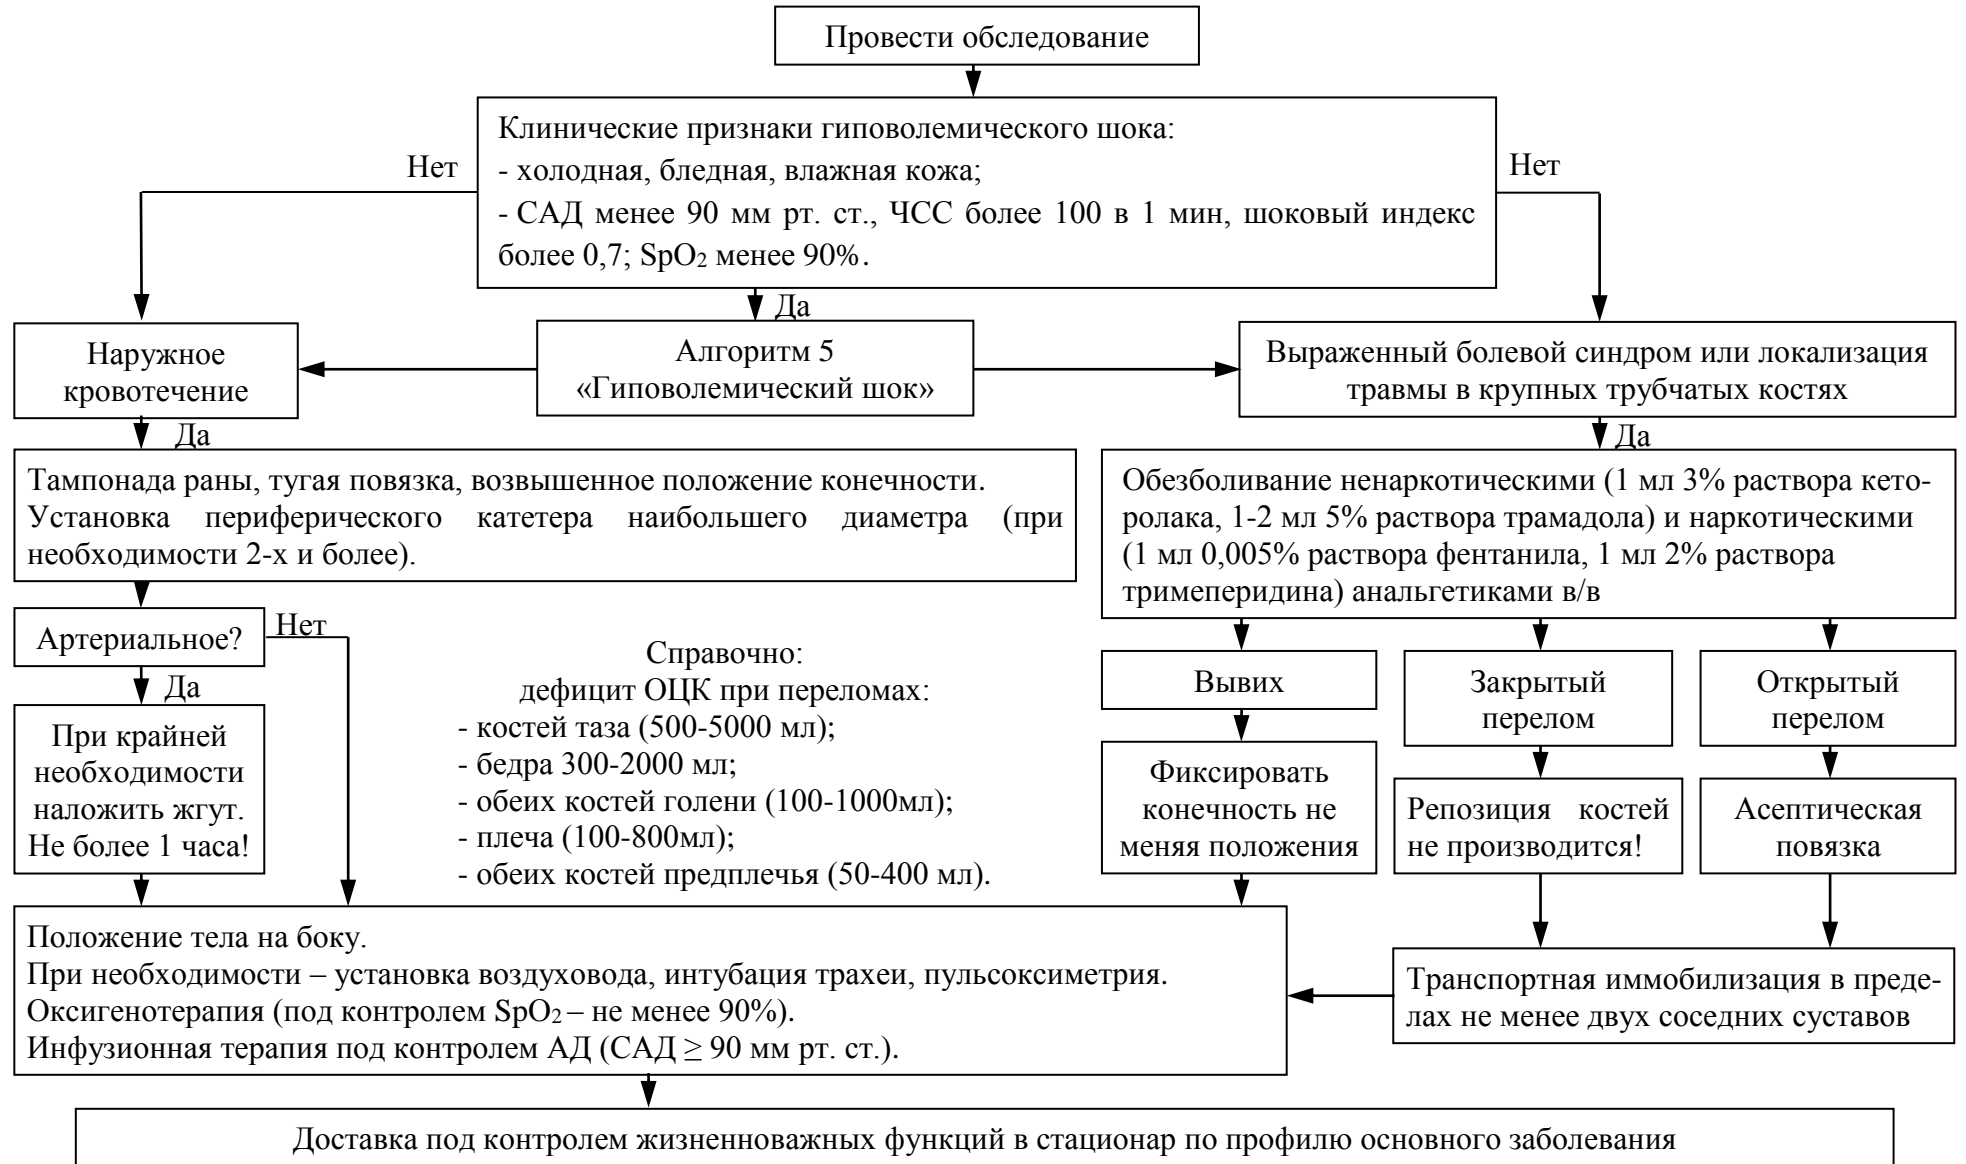 Провести обследование
Клинические признаки гиповолемического шока:
- холодная, бледная, влажная кожа;
- САД менее 90 мм рт. ст., ЧСС более 100 в 1 мин, шоковый индекс
более 0,7; SpO₂ менее 90%.
Нет
Нет
Да
Наружное
кровотечение
Алгоритм 5
«Гиповолемический шок»
Выраженный болевой синдром или локализация
травмы в крупных трубчатых костях
Да
Да
Тампонада раны, тугая повязка, возвышенное положение конечности.
Установка периферического катетера наибольшего диаметра (при
необходимости 2-х и более).
Обезболивание ненаркотическими (1 мл 3% раствора кето-
ролака, 1-2 мл 5% раствора трамадола) и наркотическими
(1 мл 0,005% раствора фентанила, 1 мл 2% раствора
тримеперидина) анальгетиками в/в
Артериальное?
Нет
Да
При крайней
необходимости
наложить жгут.
Не более 1 часа!
Справочно:
дефицит ОЦК при переломах:
- костей таза (500-5000 мл);
- бедра 300-2000 мл;
- обеих костей голени (100-1000мл);
- плеча (100-800мл);
- обеих костей предплечья (50-400 мл).
Вывих
Закрытый
перелом
Открытый
перелом
Фиксировать
конечность не
меняя положения
Репозиция костей
не производится!
Асептическая
повязка
Положение тела на боку.
При необходимости – установка воздуховода, интубация трахеи, пульсоксиметрия.
Оксигенотерапия (под контролем SpO₂ – не менее 90%).
Инфузионная терапия под контролем АД (САД ≥ 90 мм рт. ст.).
Транспортная иммобилизация в преде-
лах не менее двух соседних суставов
Доставка под контролем жизненноважных функций в стационар по профилю основного заболевания